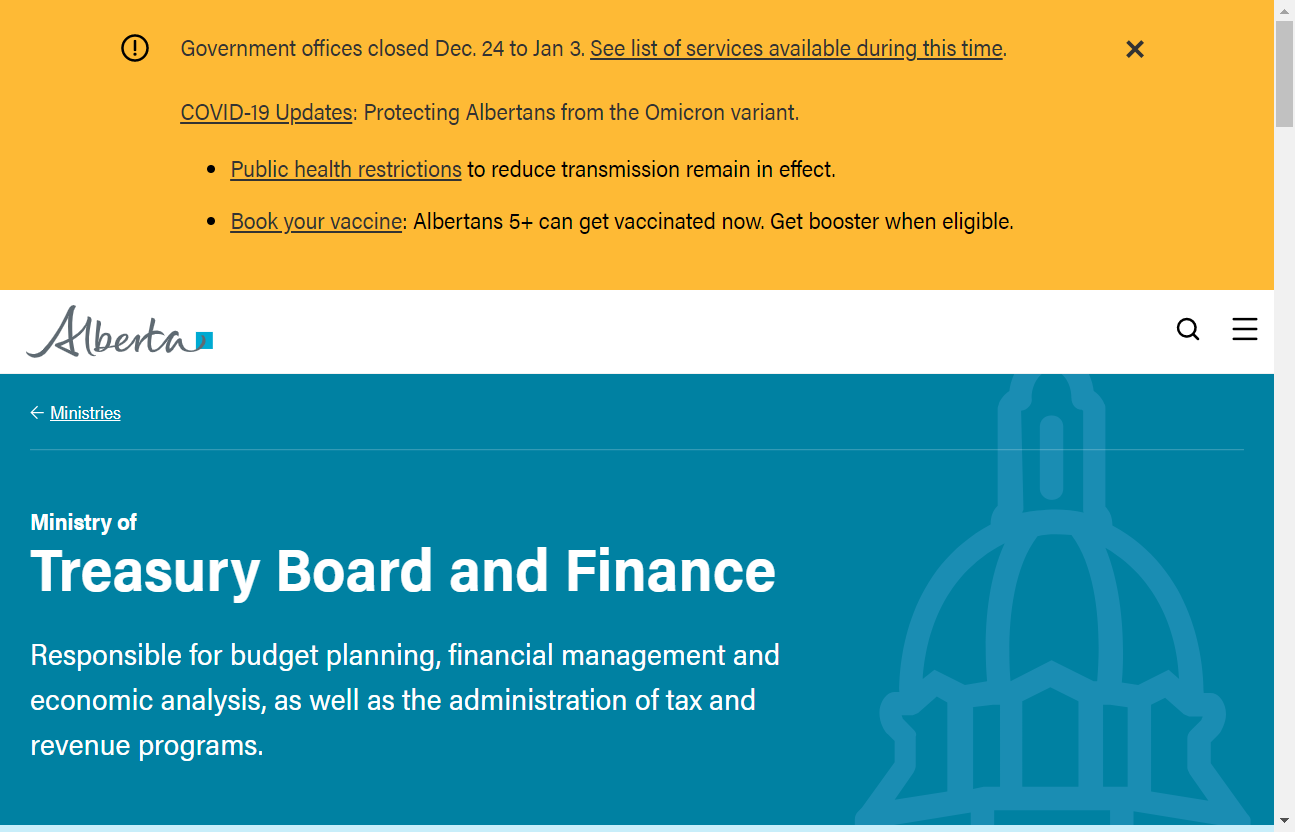 Government offices closed Dec. 24 to Jan 3. See list of services available during this time.
COVID-19 Updates: Protecting Albertans from the Omicron variant.
Public health restrictions to reduce transmission remain in effect.
Book your vaccine: Albertans 5+ can get vaccinated now. Get booster when eligible.
Alberta
Ministries
Ministry of
Treasury Board and Finance
Responsible for budget planning, financial management and
economic analysis, as well as the administration of tax and
revenue programs.